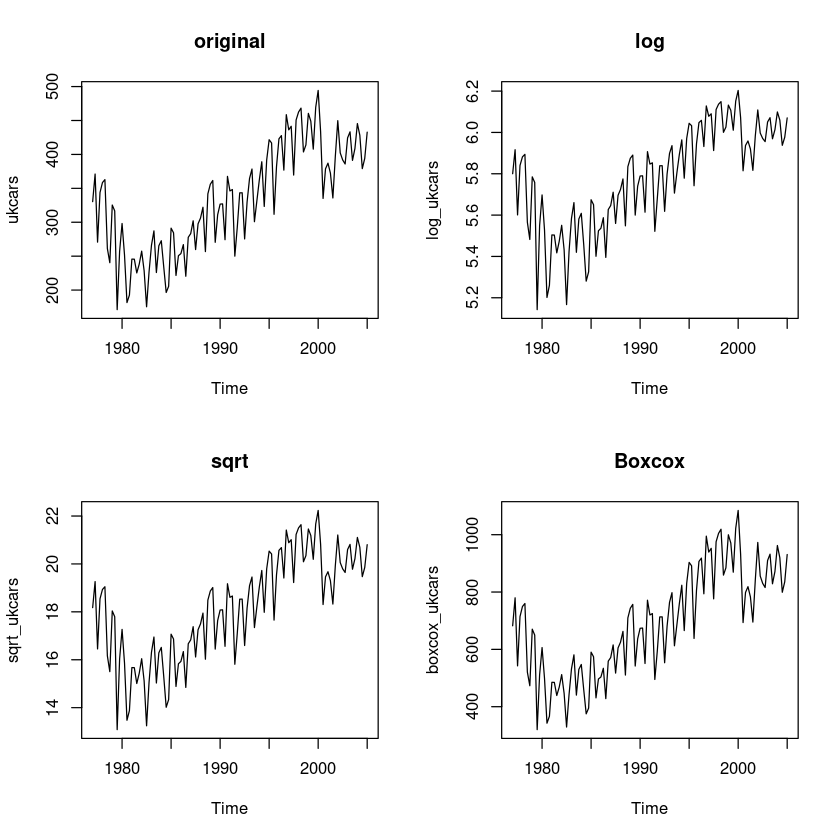 original
ukcars
200
300
400
500
1980
1990
2000
Time
log
log_ukcars
5.2
5.4
5.6
5.8
6.0
6.2
1980
1990
2000
Time
sqrt
sqrt_ukcars
14
16
18
20
22
1980
1990
2000
Time
Boxcox
boxcox_ukcars
400
600
800
1000
1980
1990
2000
Time